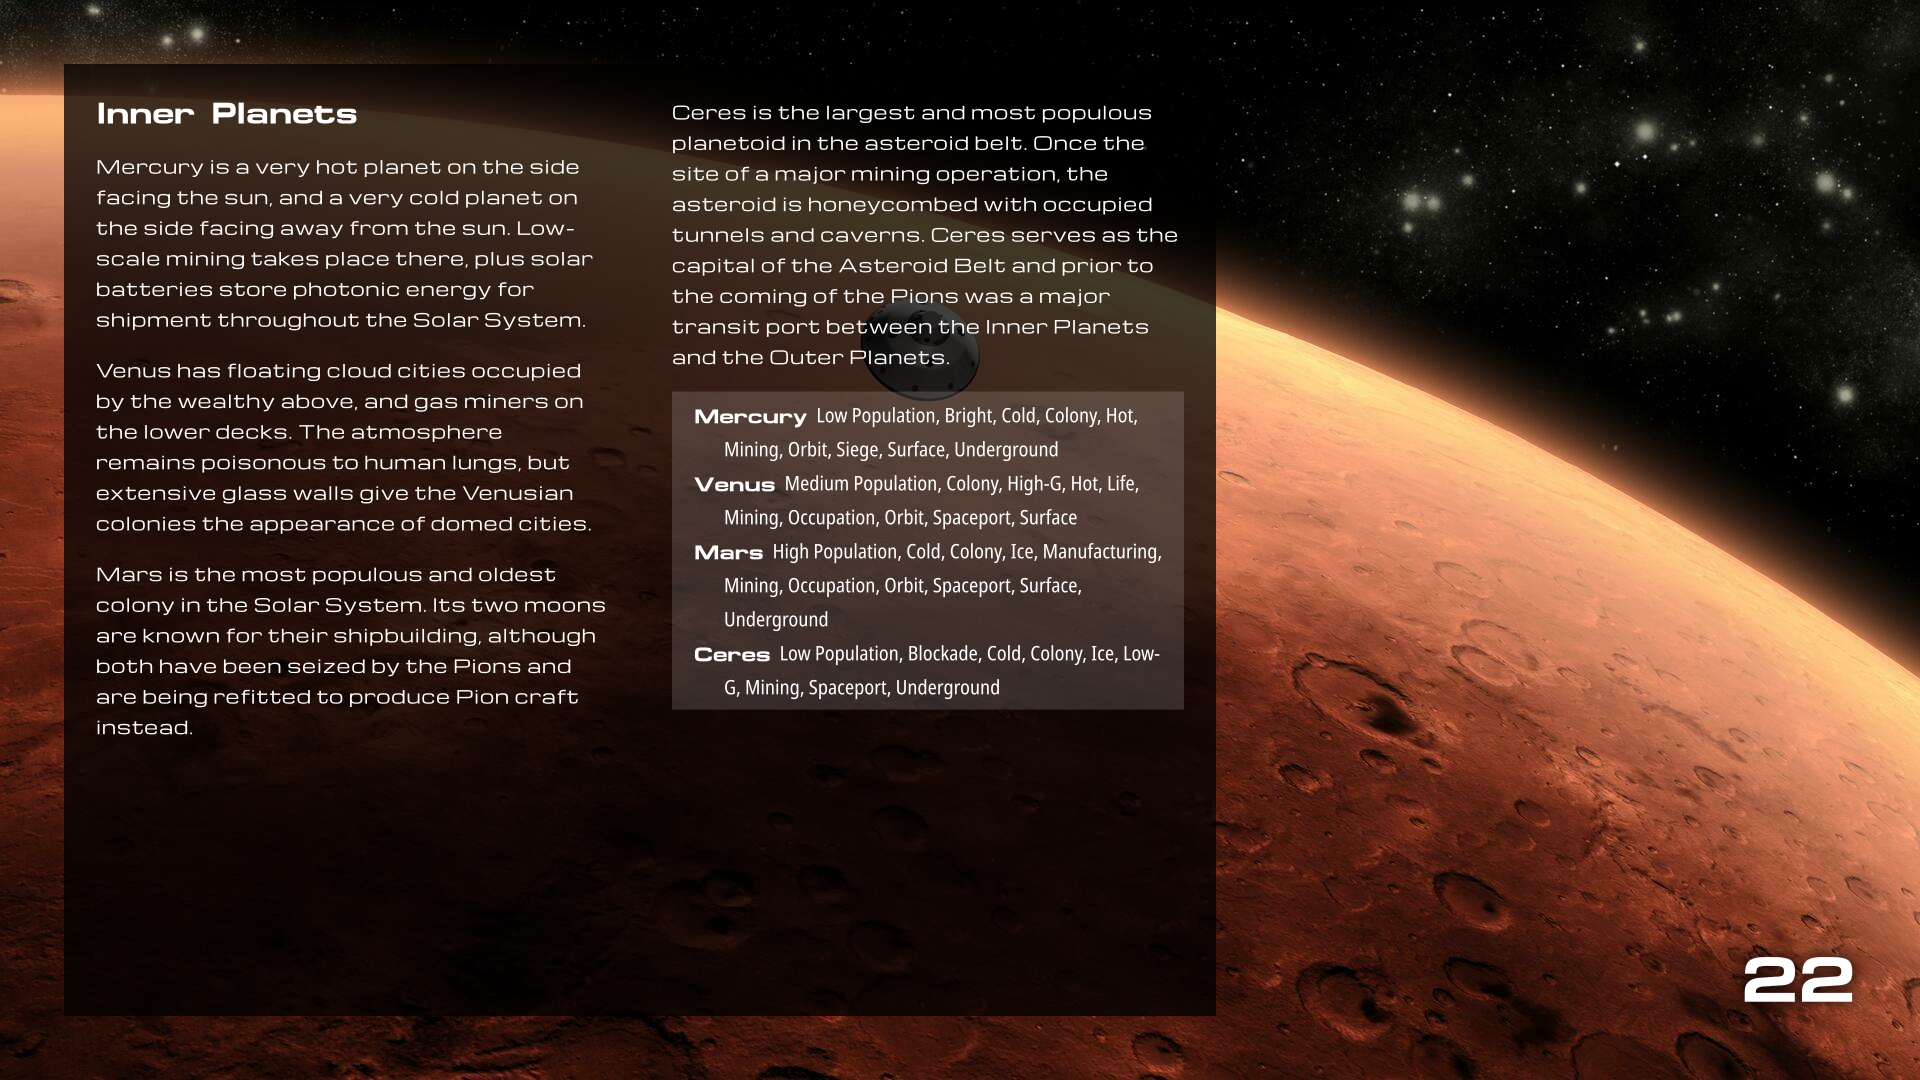 Inner Planets
Mercury is a very hot planet on the side
facing the sun, and a very cold planet on
the side facing away from the sun. Low-
scale mining takes place there, plus solar
batteries store photonic energy for
shipment throughout the Solar System.
Venus has floating cloud cities occupied
by the wealthy above, and gas miners on
the lower decks. The atmosphere
remains poisonous to human lungs, but
extensive glass walls give the Venusian
colonies the appearance of domed cities.
Mars is the most populous and oldest
colony in the Solar System. Its two moons
are known for their shipbuilding, although
both have been seized by the Pions and
are being refitted to produce Pion craft
instead.
Ceres is the largest and most populous
planetoid in the asteroid belt. Once the
site of a major mining operation, the
asteroid is honeycombed with occupied
tunnels and caverns. Ceres serves as the
capital of the Asteroid Belt and prior to
the coming of the Pions was a major
transit port between the Inner Planets
and the Outer Planets.
Mercury Low Population, Bright, Cold, Colony, Hot,
Mining, Orbit, Siege, Surface, Underground
Venus Medium Population, Colony, High-G, Hot, Life,
Mining, Occupation, Orbit, Spaceport, Surface
Mars High Population, Cold, Colony, Ice, Manufacturing,
Mining, Occupation, Orbit, Spaceport, Surface,
Underground
Ceres Low Population, Blockade, Cold, Colony, Ice, Low-
G, Mining, Spaceport, Underground
22